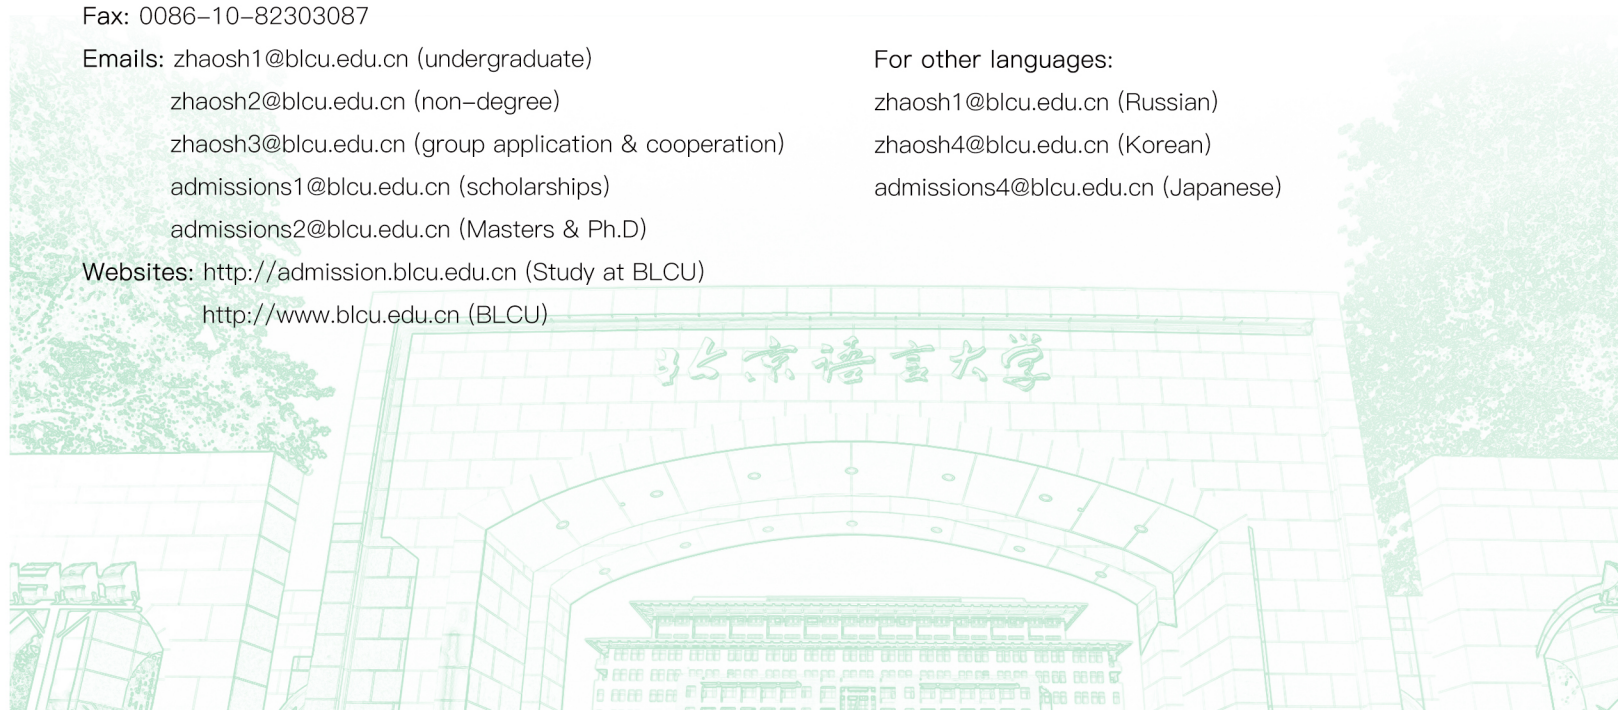 Fax: 0086-10-82303087
Emails: zhaosh1@blcu.edu.cn (undergraduate)
zhaosh2@blcu.edu.cn (non-degree)
zhaosh3@blcu.edu.cn (group application & cooperation)
admissions1@blcu.edu.cn (scholarships)
admissions2@blcu.edu.cn (Masters & Ph.D)
Websites: http://admission.blcu.edu.cn (Study at BLCU)
http://www.blcu.edu.cn (BLCU)
For other languages:
zhaosh1@blcu.edu.cn (Russian)
zhaosh4@blcu.edu.cn (Korean)
admissions4@blcu.edu.cn (Japanese)
北京语言大学